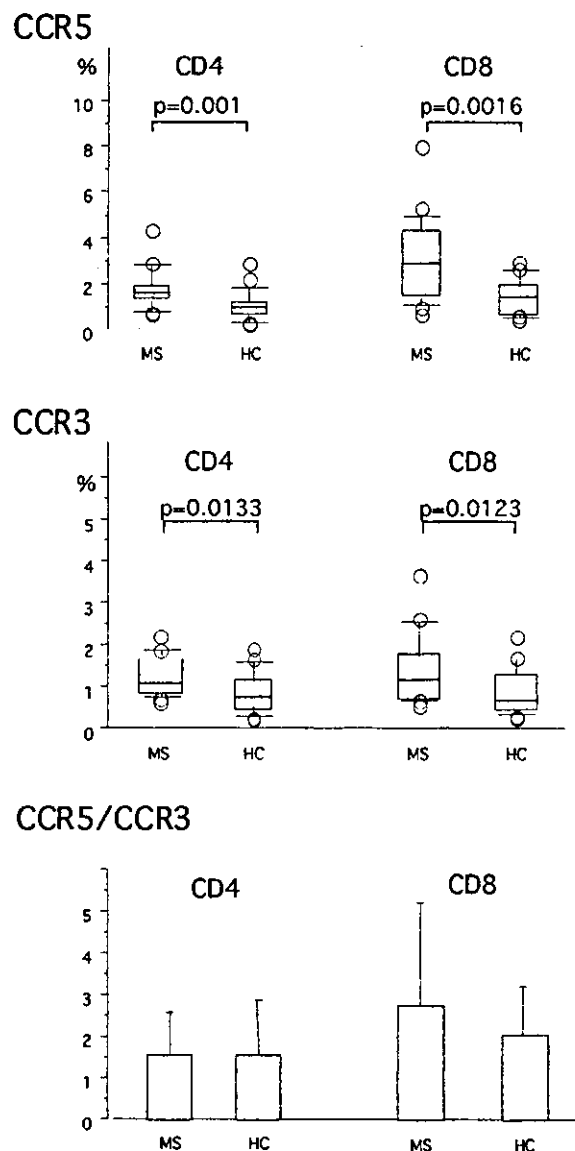 CCR5
% CD4 CD8
p=0.001 p=0.0016
10
8
6
4
2
0
MS HC MS HC
CCR3
% CD4 CD8
p=0.0133 p=0.0123
5
4
3
2
1
0
MS HC MS HC
CCR5/CCR3
CD4 CD8
5
4
3
2
1
0
MS HC MS HC